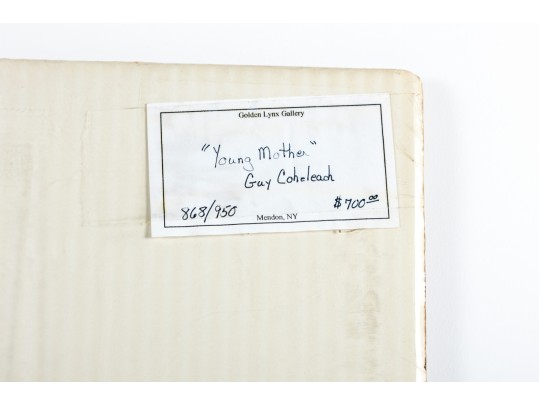 Golden Lynx Gallery
"Young Mother"
Guy Coheleach
868/950
$700.00
Mendon, NY